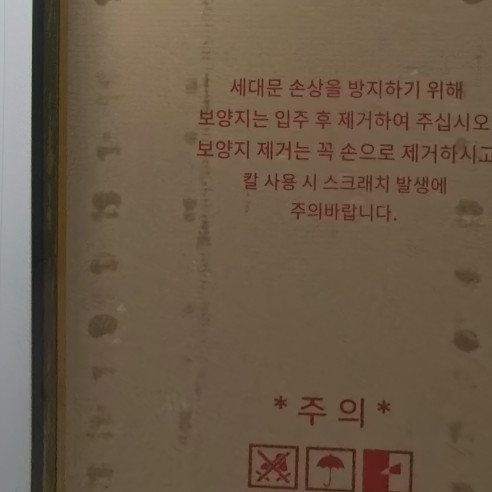 세대문 손상을 방지하기 위해
보양지는 입주 후 제거하여 주십시오
보양지 제거는 꼭 손으로 제거하시고
칼 사용 시 스크래치 발생에
주의바랍니다.
*주의*